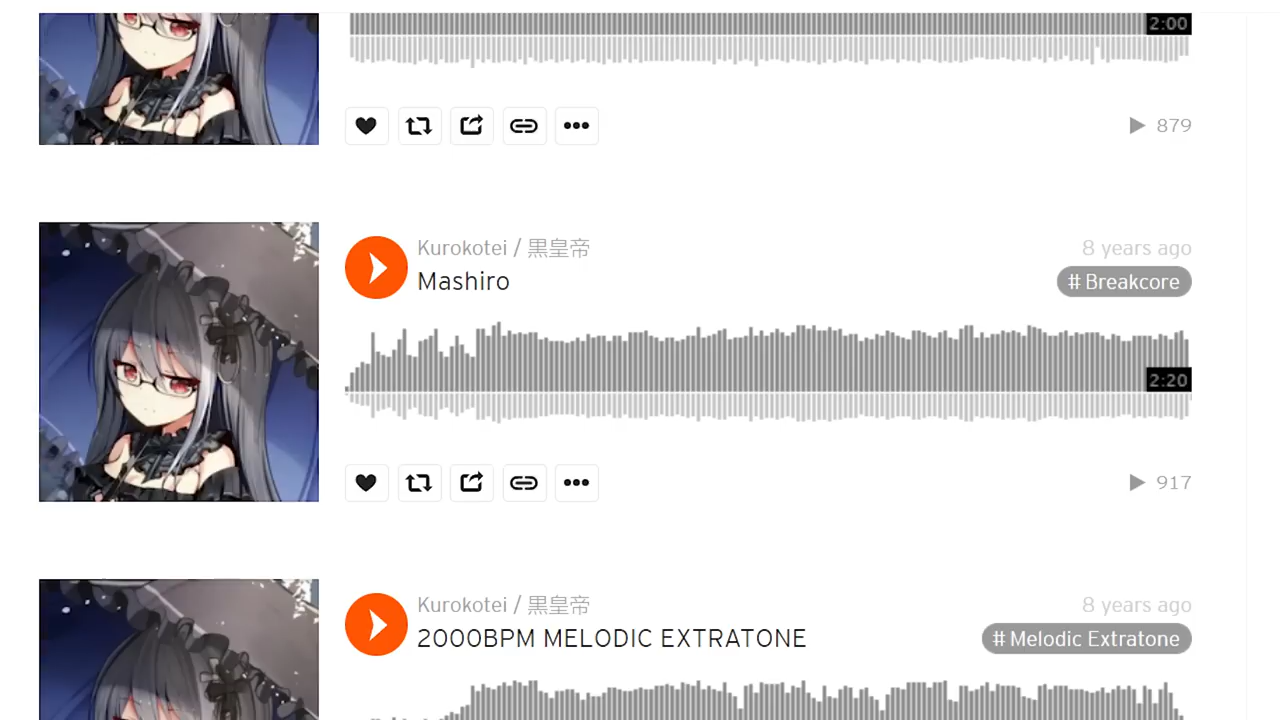 2:00
879
Kurokotei / 黒皇帝
8 years ago
Mashiro
# Breakcore
2:20
917
Kurokotei / 黒皇帝
8 years ago
2000BPM MELODIC EXTRATONE
# Melodic Extratone